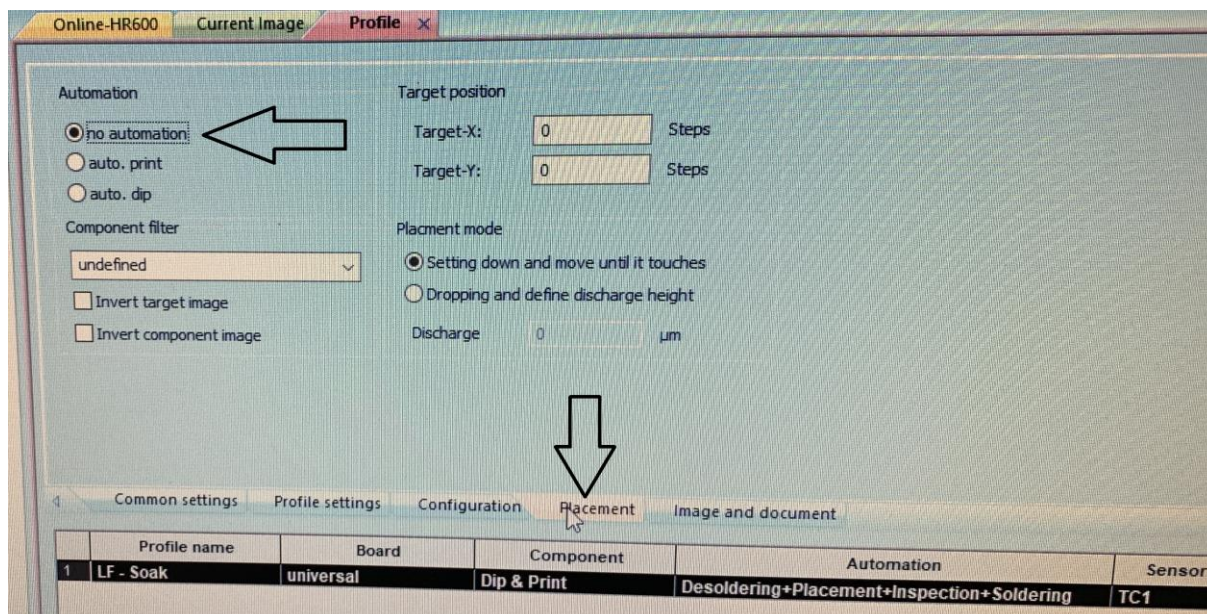 Online-HR600 Current Image Profile
Automation Target position
no automation Target-X: 0 Steps
auto. print Target-Y: 0 Steps
auto. dip
Component filter Placment mode
undefined Setting down and move until it touches
Invert target image Dropping and define discharge height
Invert component image Discharge 0 µm
Common settings Profile settings Configuration Placement Image and document
Profile name Board Component Automation Sensor
1 LF - Soak universal Dip & Print Desoldering+Placement+Inspection+Soldering TC1